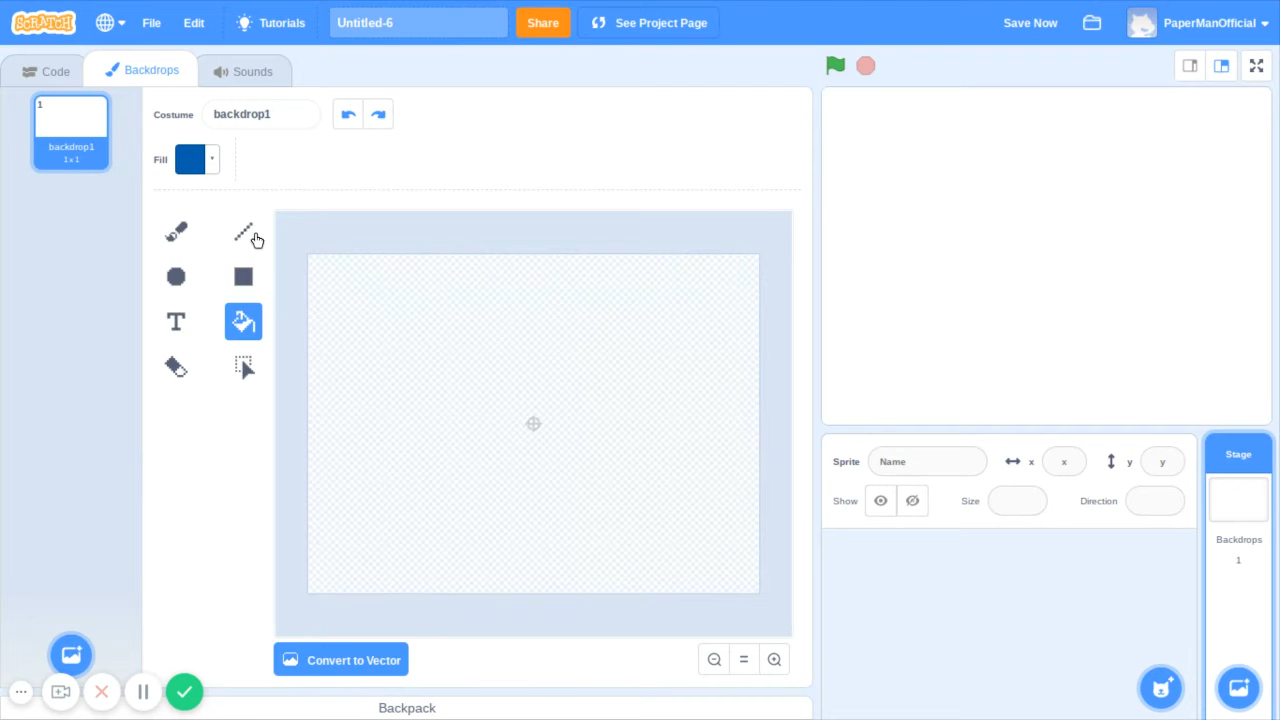 SCRATCH File Edit Tutorials Untitled-6 Share See Project Page Save Now PaperManOfficial
Code Backdrops Sounds
1
backdrop1
1 x 1
Costume backdrop1
Fill
T
Convert to Vector
Backpack
Sprite Name x x y y
Show Size Direction
Stage
Backdrops
1